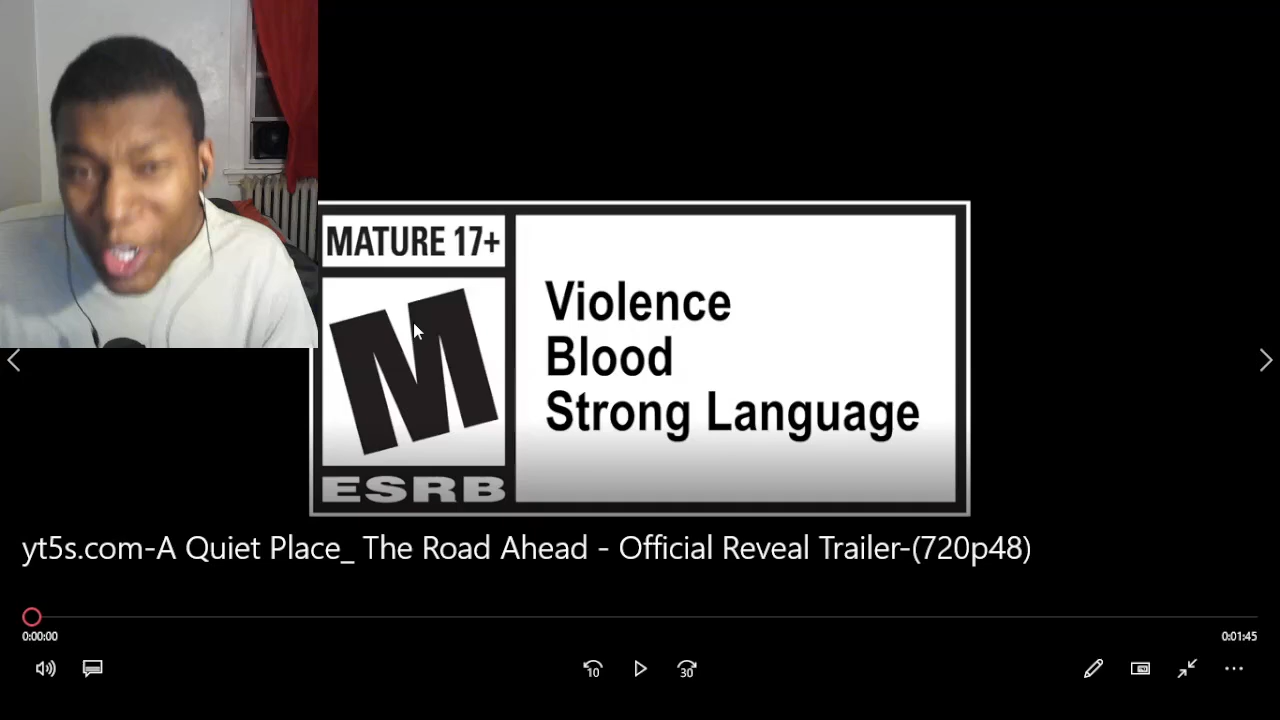 MATURE 17+
M
ESRB
Violence
Blood
Strong Language
yt5s.com-A Quiet Place_ The Road Ahead - Official Reveal Trailer-(720p48)
0:00:00
0:01:45
10
30